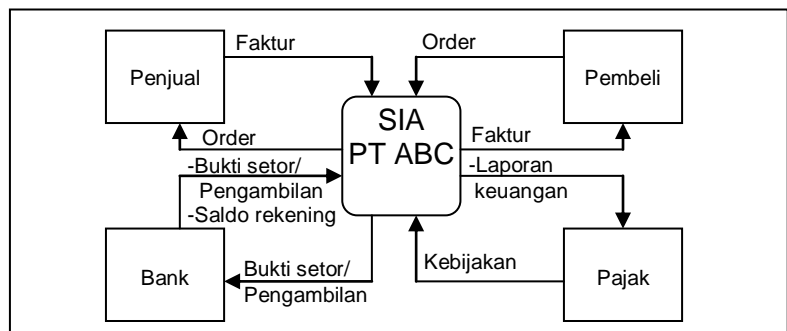 Faktur
Order
Penjual
Pembeli
SIA
PT ABC
Order
Faktur
-Bukti setor/
Pengambilan
-Saldo rekening
-Laporan
keuangan
Bank
Bukti setor/
Pengambilan
Kebijakan
Pajak